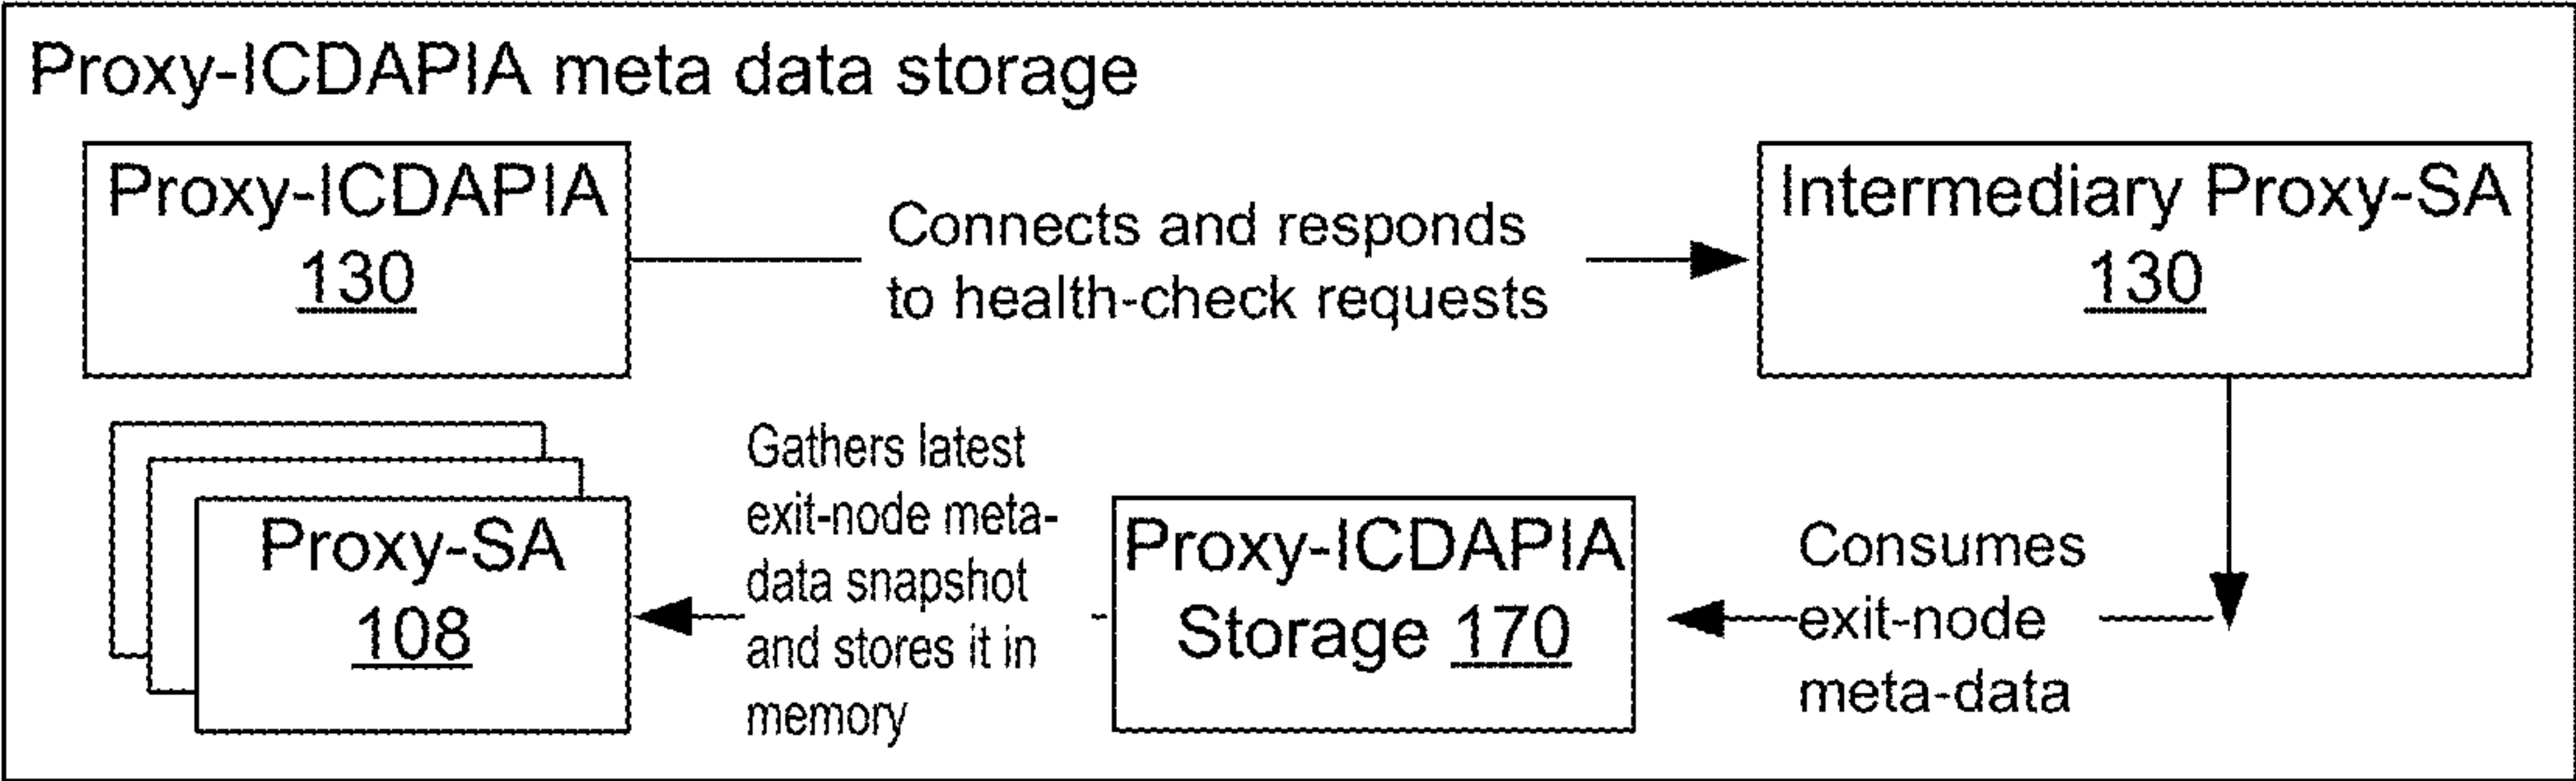 Proxy-ICDAPIA meta data storage
Proxy-ICDAPIA
130
Connects and responds
to health-check requests
Intermediary Proxy-SA
130
Proxy-SA
108
Gathers latest
exit-node meta-
data snapshot
and stores it in
memory
Proxy-ICDAPIA
Storage 170
Consumes
exit-node
meta-data